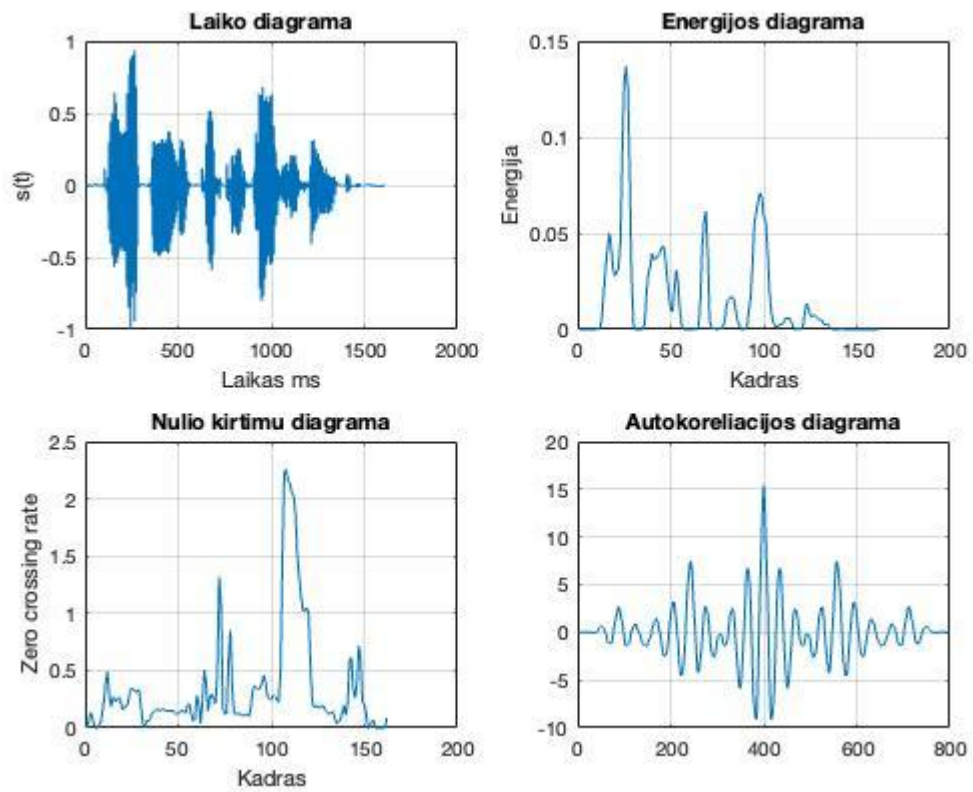 Laiko diagrama
1
0.5
0
-0.5
-1
s(t)
0 500 1000 1500 2000
Laikas ms
Energijos diagrama
0.15
0.1
0.05
0
Energija
0 50 100 150 200
Kadras
Nulio kirtimu diagrama
2.5
2
1.5
1
0.5
0
Zero crossing rate
0 50 100 150 200
Kadras
Autokoreliacijos diagrama
20
15
10
5
0
-5
-10
0 200 400 600 800